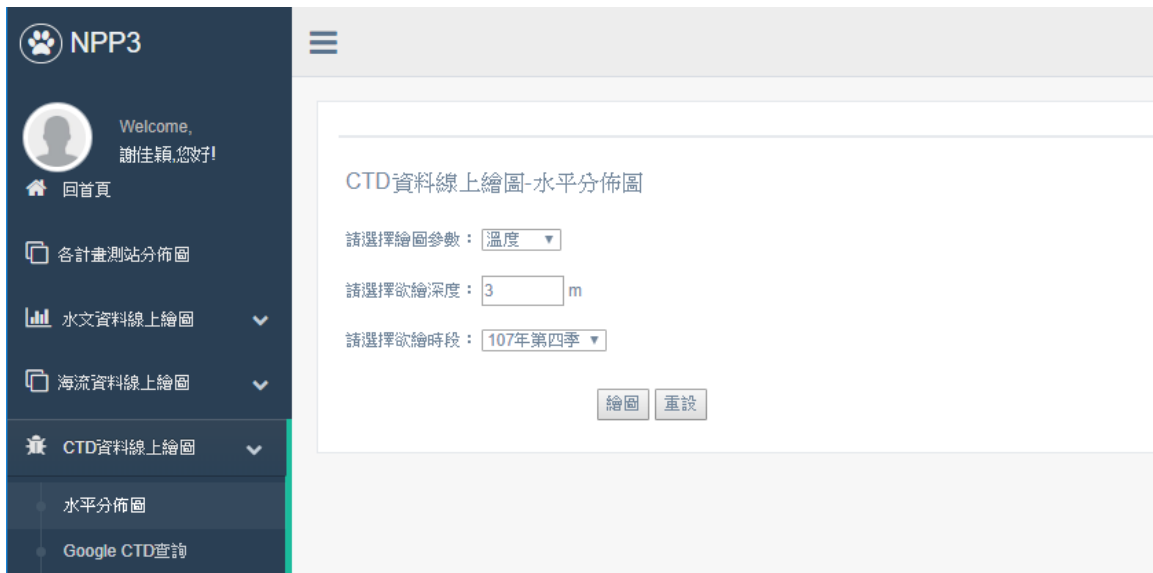 NPP3
Welcome,
謝佳穎,您好!
回首頁
各計畫測站分佈圖
水文資料線上繪圖
海流資料線上繪圖
CTD資料線上繪圖
水平分佈圖
Google CTD查詢
CTD資料線上繪圖-水平分佈圖
請選擇繪圖參數：溫度
請選擇欲繪深度：3 m
請選擇欲繪時段：107年第四季
繪圖 重設